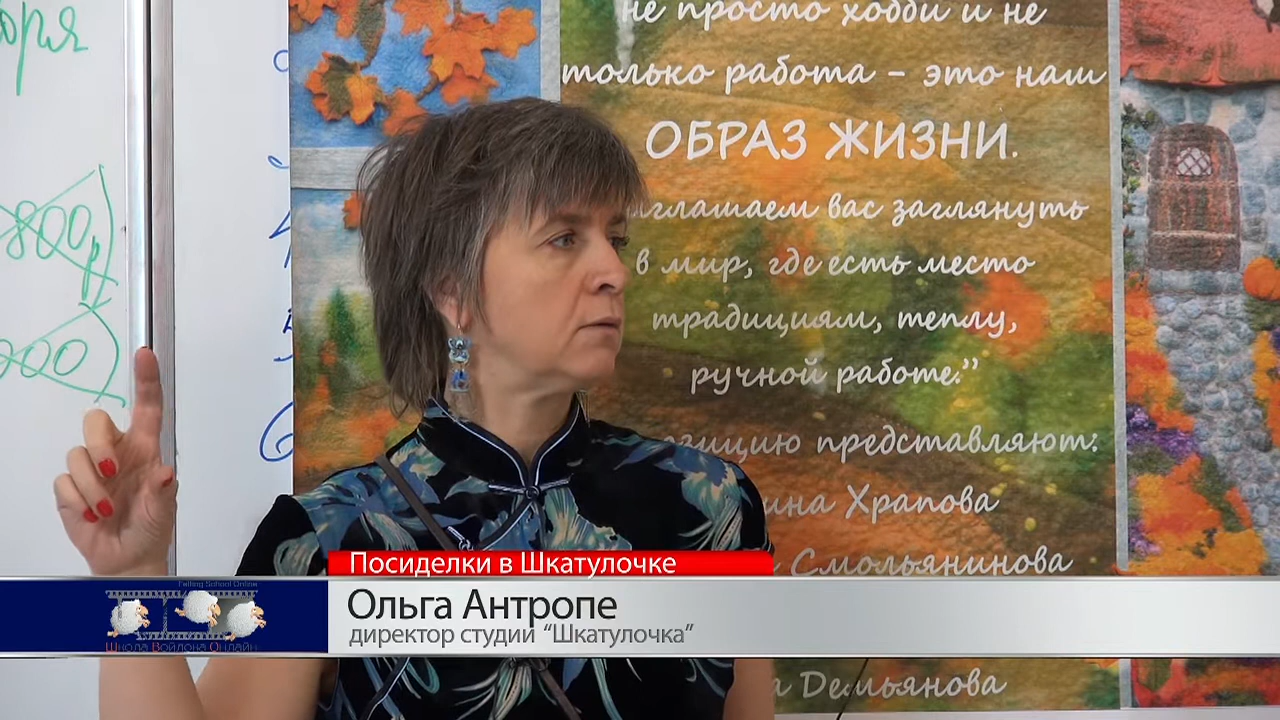 оря
800р
не просто хобби и не
только работа – это наш
ОБРАЗ ЖИЗНИ.
вас заглянуть
в мир, где есть место
традициям, теплу,
ручной работе."
представляют:
Храпова
Смольянинова
Демьянова
Посиделки в Шкатулочке
Felting School Online
Школа Войлока Онлайн
Ольга Антропе
директор студии “Шкатулочка”